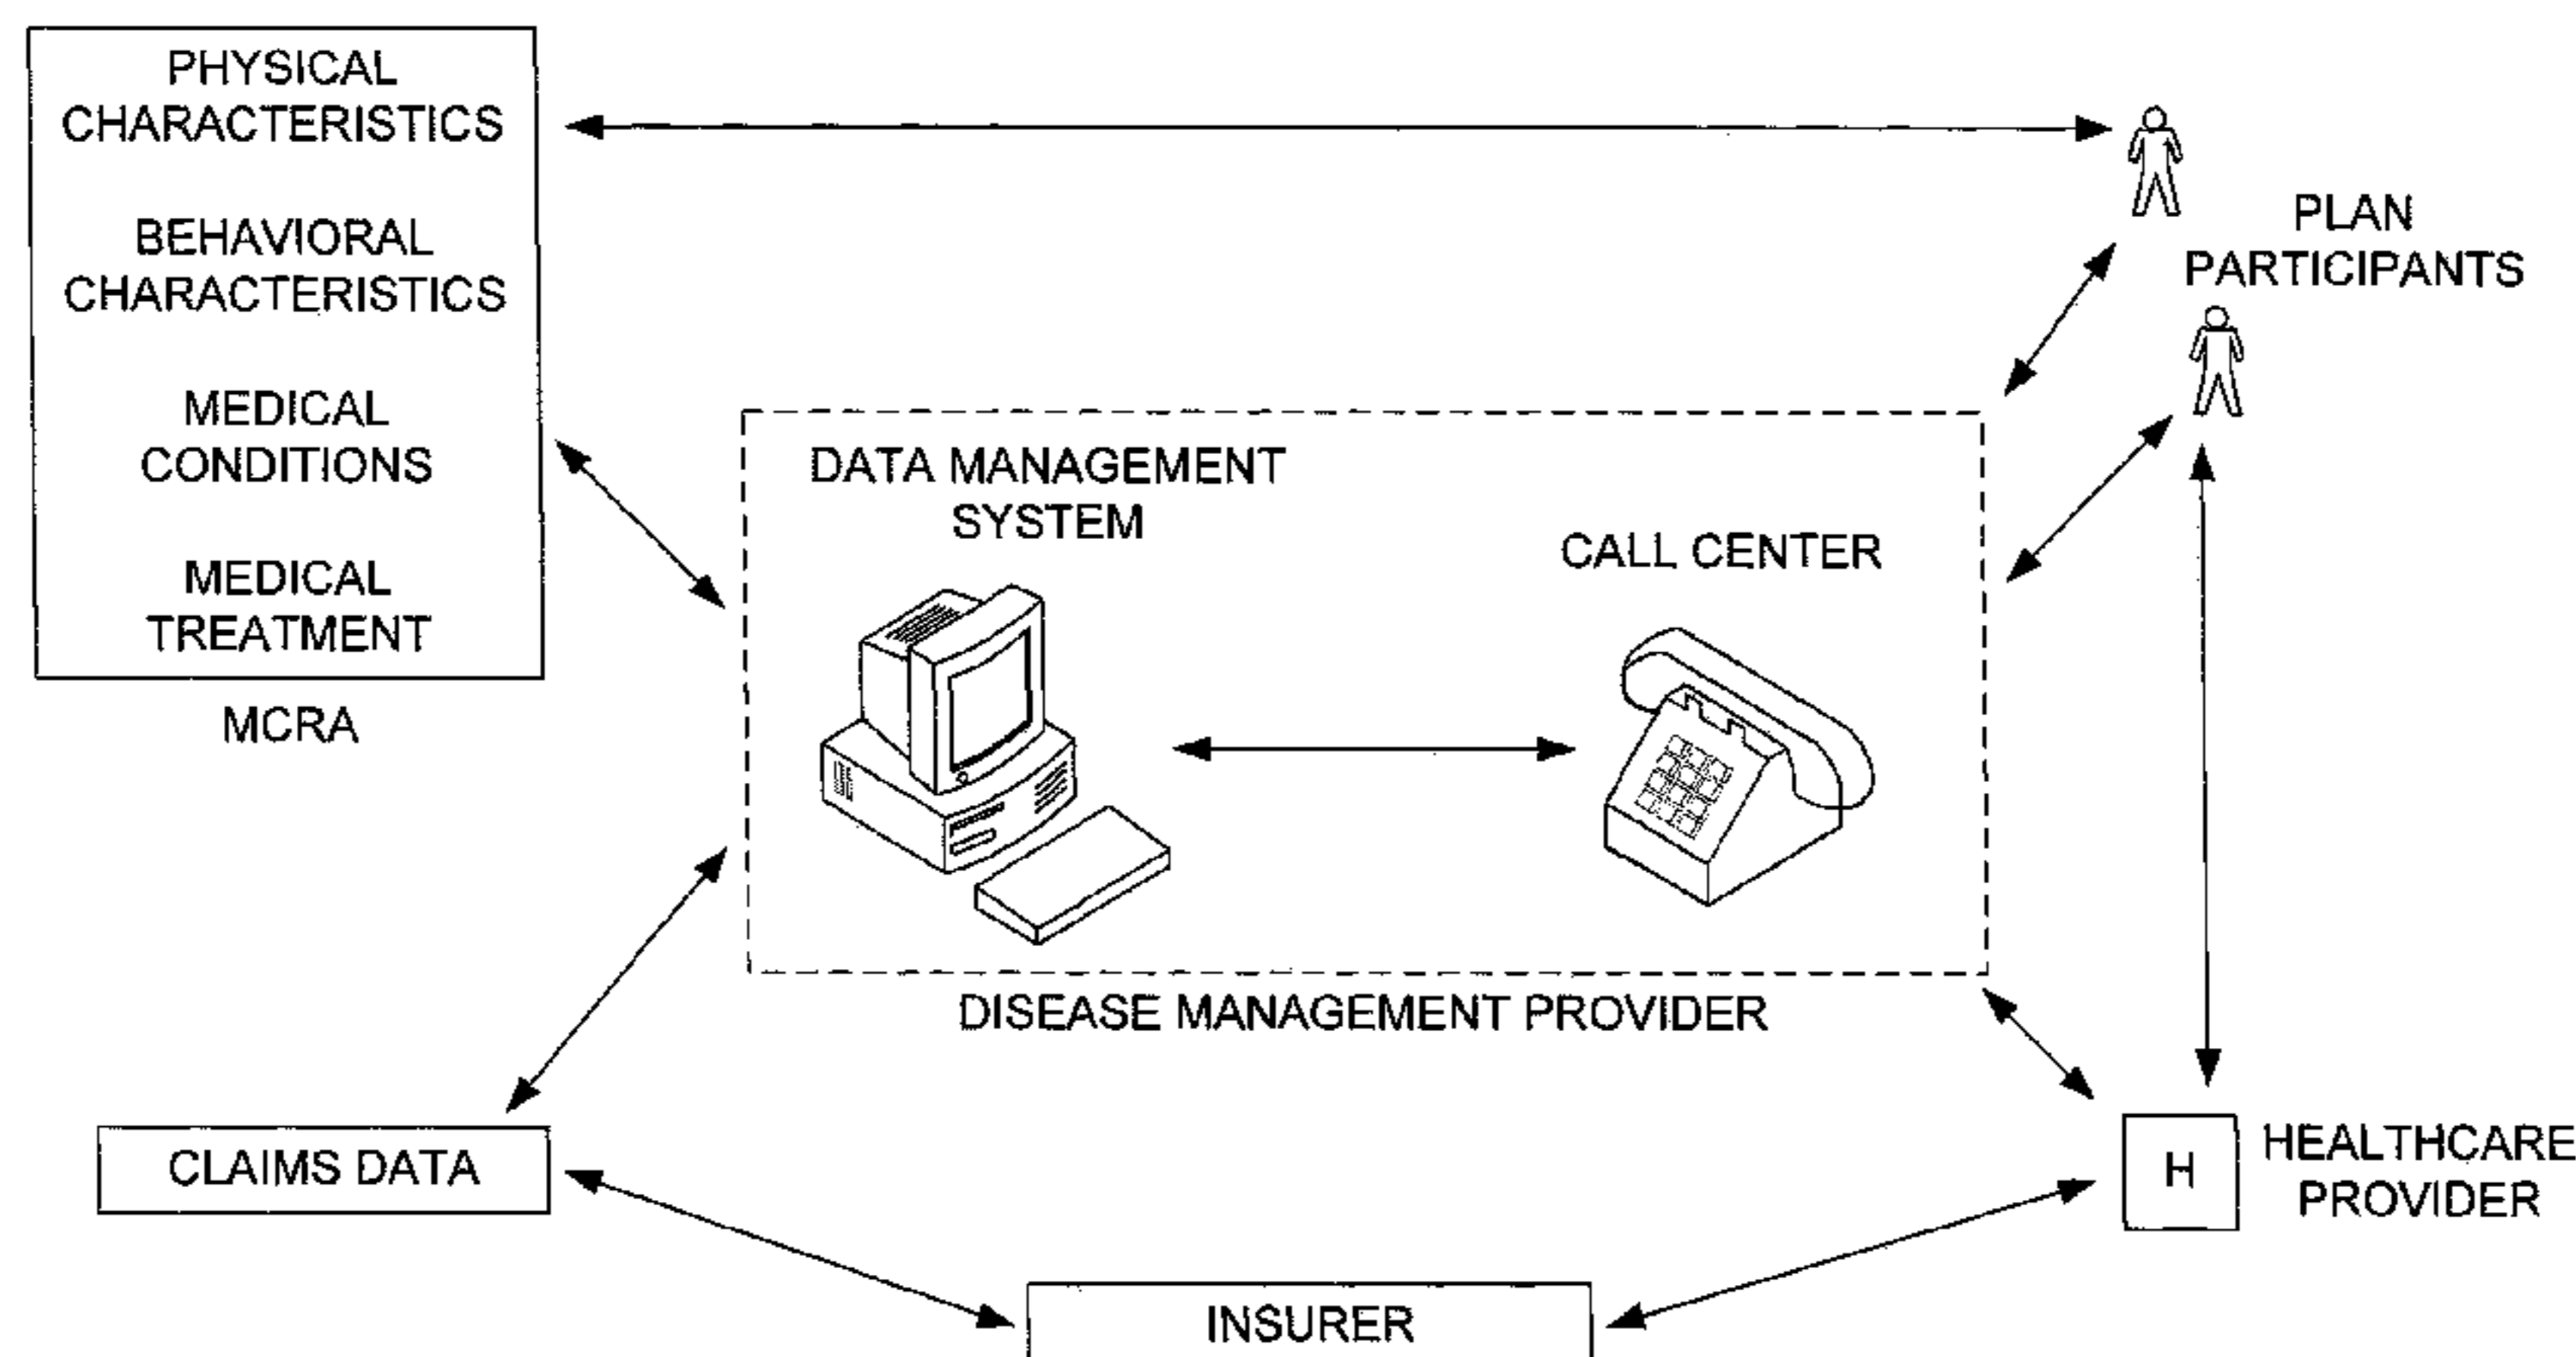 PHYSICAL
CHARACTERISTICS
BEHAVIORAL
CHARACTERISTICS
MEDICAL
CONDITIONS
MEDICAL
TREATMENT
MCRA
PLAN
PARTICIPANTS
DATA MANAGEMENT
SYSTEM
CALL CENTER
DISEASE MANAGEMENT PROVIDER
CLAIMS DATA
H
HEALTHCARE
PROVIDER
INSURER